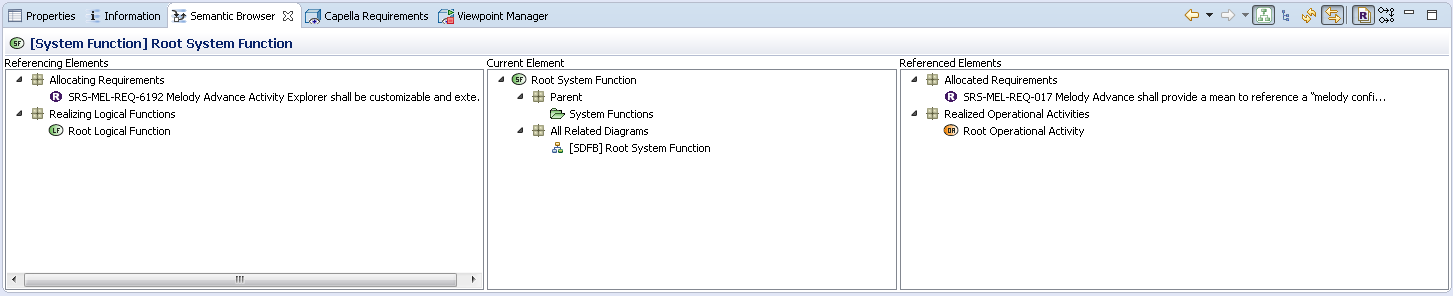 Properties Information Semantic Browser Capella Requirements Viewpoint Manager
[System Function] Root System Function
Referencing Elements
Allocating Requirements
SRS-MEL-REQ-6192 Melody Advance Activity Explorer shall be customizable and exte.
Realizing Logical Functions
Root Logical Function
Current Element
Root System Function
Parent
System Functions
All Related Diagrams
[SDFB] Root System Function
Referenced Elements
Allocated Requirements
SRS-MEL-REQ-017 Melody Advance shall provide a mean to reference a "melody confi...
Realized Operational Activities
Root Operational Activity